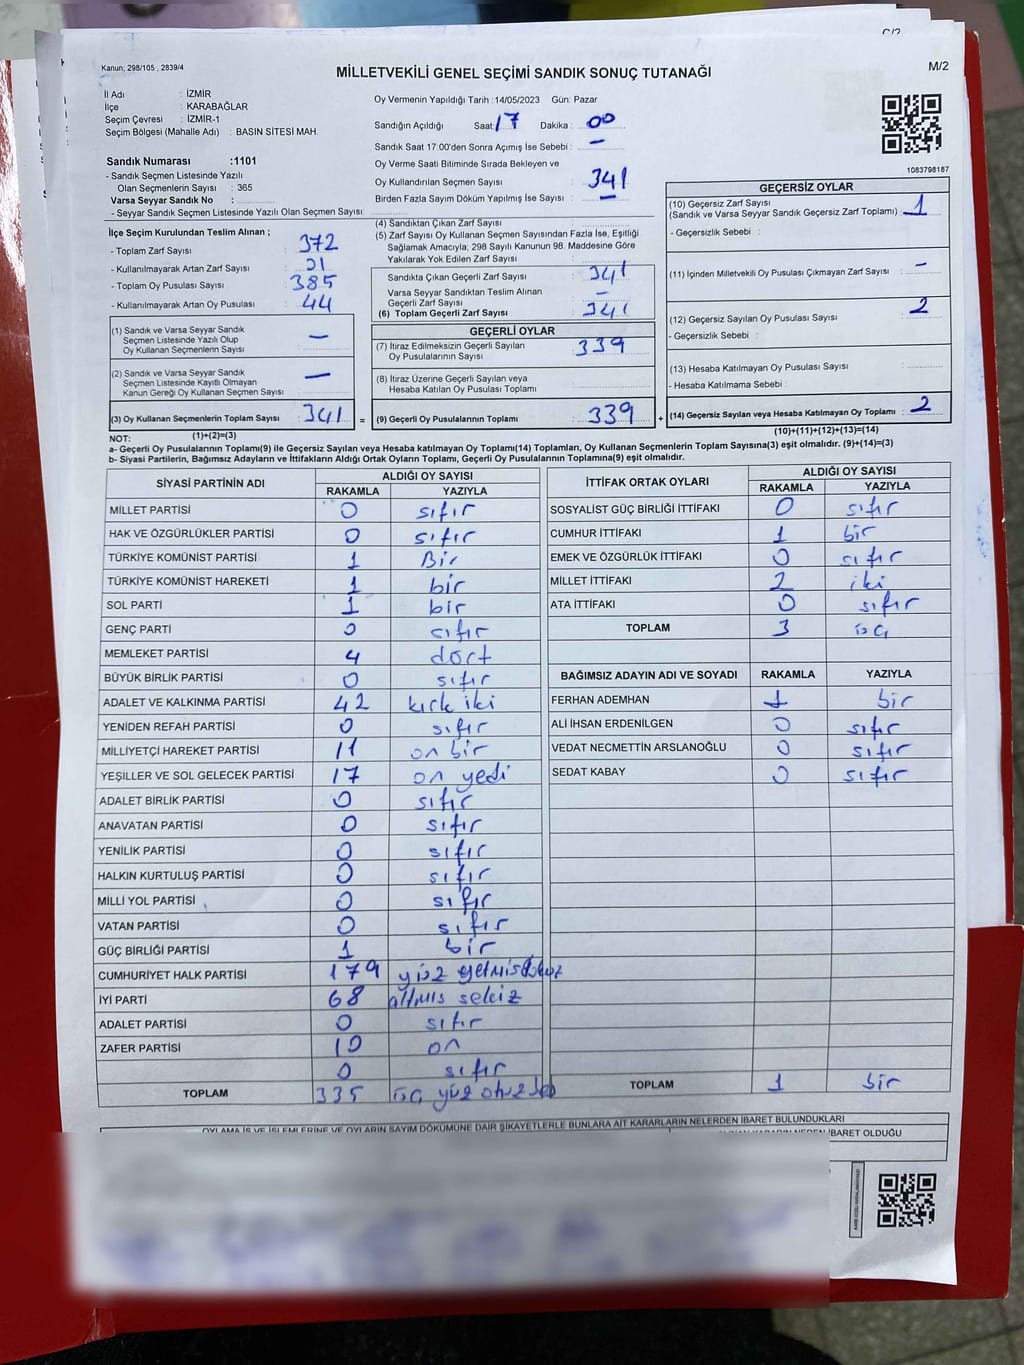 C/2
Kanun; 298/105 , 2839/4
MİLLETVEKİLİ GENEL SEÇİMİ SANDIK SONUÇ TUTANAĞI
M/2
İl Adı : İZMİR
İlçe : KARABAĞLAR
Seçim Çevresi : İZMİR-1
Seçim Bölgesi (Mahalle Adı) : BASIN SİTESİ MAH.
Sandık Numarası :1101
- Sandık Seçmen Listesinde Yazılı
Olan Seçmenlerin Sayısı : 365
Varsa Seyyar Sandık No :
- Seyyar Sandık Seçmen Listesinde Yazılı Olan Seçmen Sayısı:
Oy Vermenin Yapıldığı Tarih :14/05/2023 Gün: Pazar
Sandığın Açıldığı Saat: 17 Dakika : 00
Sandık Saat 17:00'den Sonra Açımış İse Sebebi : —
Oy Verme Saati Bitiminde Sırada Bekleyen ve
Oy Kullandırılan Seçmen Sayısı : 341
Birden Fazla Sayım Döküm Yapılmış İse Sayısı : —
1083798187
İlçe Seçim Kurulundan Teslim Alınan ;
- Toplam Zarf Sayısı : 372
- Kullanılmayarak Artan Zarf Sayısı : 31
- Toplam Oy Pusulası Sayısı : 385
- Kullanılmayarak Artan Oy Pusulası : 44
(1) Sandık ve Varsa Seyyar Sandık
Seçmen Listesinde Yazılı Olup
Oy Kullanan Seçmenlerin Sayısı : —
(2) Sandık ve Varsa Seyyar Sandık
Seçmen Listesinde Kayıtlı Olmayan
Kanun Gereği Oy Kullanan Seçmen Sayısı : —
(3) Oy Kullanan Seçmenlerin Toplam Sayısı : 341 =
(1)+(2)=(3)
(4) Sandıktan Çıkan Zarf Sayısı :
(5) Zarf Sayısı Oy Kullanan Seçmen Sayısından Fazla İse, Eşitliği
Sağlamak Amacıyla; 298 Sayılı Kanunun 98. Maddesine Göre
Yakılarak Yok Edilen Zarf Sayısı :
Sandıkta Çıkan Geçerli Zarf Sayısı : 341
Varsa Seyyar Sandıktan Teslim Alınan
Geçerli Zarf Sayısı : —
(6) Toplam Geçerli Zarf Sayısı : 341
GEÇERLİ OYLAR
(7) İtiraz Edilmeksizin Geçerli Sayılan
Oy Pusulalarının Sayısı : 339
(8) İtiraz Üzerine Geçerli Sayılan veya
Hesaba Katılan Oy Pusulası Toplamı :
(9) Geçerli Oy Pusulalarının Toplamı : 339 +
GEÇERSİZ OYLAR
(10) Geçersiz Zarf Sayısı
(Sandık ve Varsa Seyyar Sandık Geçersiz Zarf Toplamı) : 1
- Geçersizlik Sebebi :
(11) İçinden Milletvekili Oy Pusulası Çıkmayan Zarf Sayısı : —
(12) Geçersiz Sayılan Oy Pusulası Sayısı : 2
- Geçersizlik Sebebi :
(13) Hesaba Katılmayan Oy Pusulası Sayısı :
- Hesaba Katılmama Sebebi :
(14) Geçersiz Sayılan veya Hesaba Katılmayan Oy Toplamı : 2
(10)+(11)+(12)+(13)=(14)
NOT:
a- Geçerli Oy Pusulalarının Toplamı(9) ile Geçersiz Sayılan veya Hesaba katılmayan Oy Toplamı(14) Toplamları, Oy Kullanan Seçmenlerin Toplam Sayısına(3) eşit olmalıdır. (9)+(14)=(3)
b- Siyasi Partilerin, Bağımsız Adayların ve İttifakların Aldığı Ortak Oyların Toplamı, Geçerli Oy Pusulalarının Toplamına(9) eşit olmalıdır.
SİYASİ PARTİNİN ADI ALDIĞI OY SAYISI
RAKAMLA YAZIYLA
MİLLET PARTİSİ 0 sıfır
HAK VE ÖZGÜRLÜKLER PARTİSİ 0 sıfır
TÜRKİYE KOMÜNİST PARTİSİ 1 Bir
TÜRKİYE KOMÜNİST HAREKETİ 1 bir
SOL PARTİ 1 bir
GENÇ PARTİ 0 sıfır
MEMLEKET PARTİSİ 4 dört
BÜYÜK BİRLİK PARTİSİ 0 sıfır
ADALET VE KALKINMA PARTİSİ 42 kırk iki
YENİDEN REFAH PARTİSİ 0 sıfır
MİLLİYETÇİ HAREKET PARTİSİ 11 on bir
YEŞİLLER VE SOL GELECEK PARTİSİ 17 on yedi
ADALET BİRLİK PARTİSİ 0 sıfır
ANAVATAN PARTİSİ 0 sıfır
YENİLİK PARTİSİ 0 sıfır
HALKIN KURTULUŞ PARTİSİ 0 sıfır
MİLLİ YOL PARTİSİ 0 sıfır
VATAN PARTİSİ 0 sıfır
GÜÇ BİRLİĞİ PARTİSİ 1 bir
CUMHURİYET HALK PARTİSİ 179 yüz yetmiş dokuz
İYİ PARTİ 68 altmış sekiz
ADALET PARTİSİ 0 sıfır
ZAFER PARTİSİ 10 on
0 sıfır
TOPLAM 335 üç yüz otuz beş
İTTİFAK ORTAK OYLARI ALDIĞI OY SAYISI
RAKAMLA YAZIYLA
SOSYALİST GÜÇ BİRLİĞİ İTTİFAKI 0 sıfır
CUMHUR İTTİFAKI 1 bir
EMEK VE ÖZGÜRLÜK İTTİFAKI 0 sıfır
MİLLET İTTİFAKI 2 iki
ATA İTTİFAKI 0 sıfır
TOPLAM 3 üç
BAĞIMSIZ ADAYIN ADI VE SOYADI RAKAMLA YAZIYLA
FERHAN ADEMHAN 1 bir
ALİ İHSAN ERDENİLGEN 0 sıfır
VEDAT NECMETTİN ARSLANOĞLU 0 sıfır
SEDAT KABAY 0 sıfır
TOPLAM 1 bir
OYLAMA İŞ VE İŞLEMLERİNE VE OYLARIN SAYIM DÖKÜMÜNE DAİR ŞİKAYETLERLE BUNLARA AİT KARARLARIN NELERDEN İBARET BULUNDUKLARI
İBARET OLDUĞU